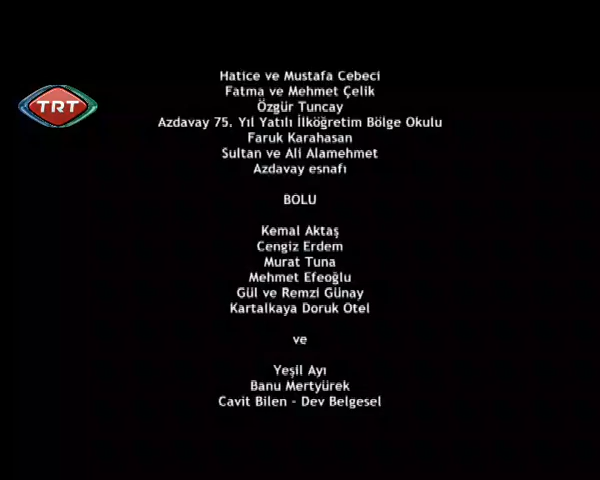 Hatice ve Mustafa Cebeci
Fatma ve Mehmet Çelik
TRT
Özgür Tuncay
Azdavay 75. Yıl Yatılı İlköğretim Bölge Okulu
Faruk Karahasan
Sultan ve Ali Alamehmet
Azdavay esnafı
BOLU
Kemal Aktaş
Cengiz Erdem
Murat Tuna
Mehmet Efeoğlu
Gül ve Remzi Günay
Kartalkaya Doruk Otel
ve
Yeşil Ayı
Banu Mertyürek
Cavit Bilen - Dev Belgesel